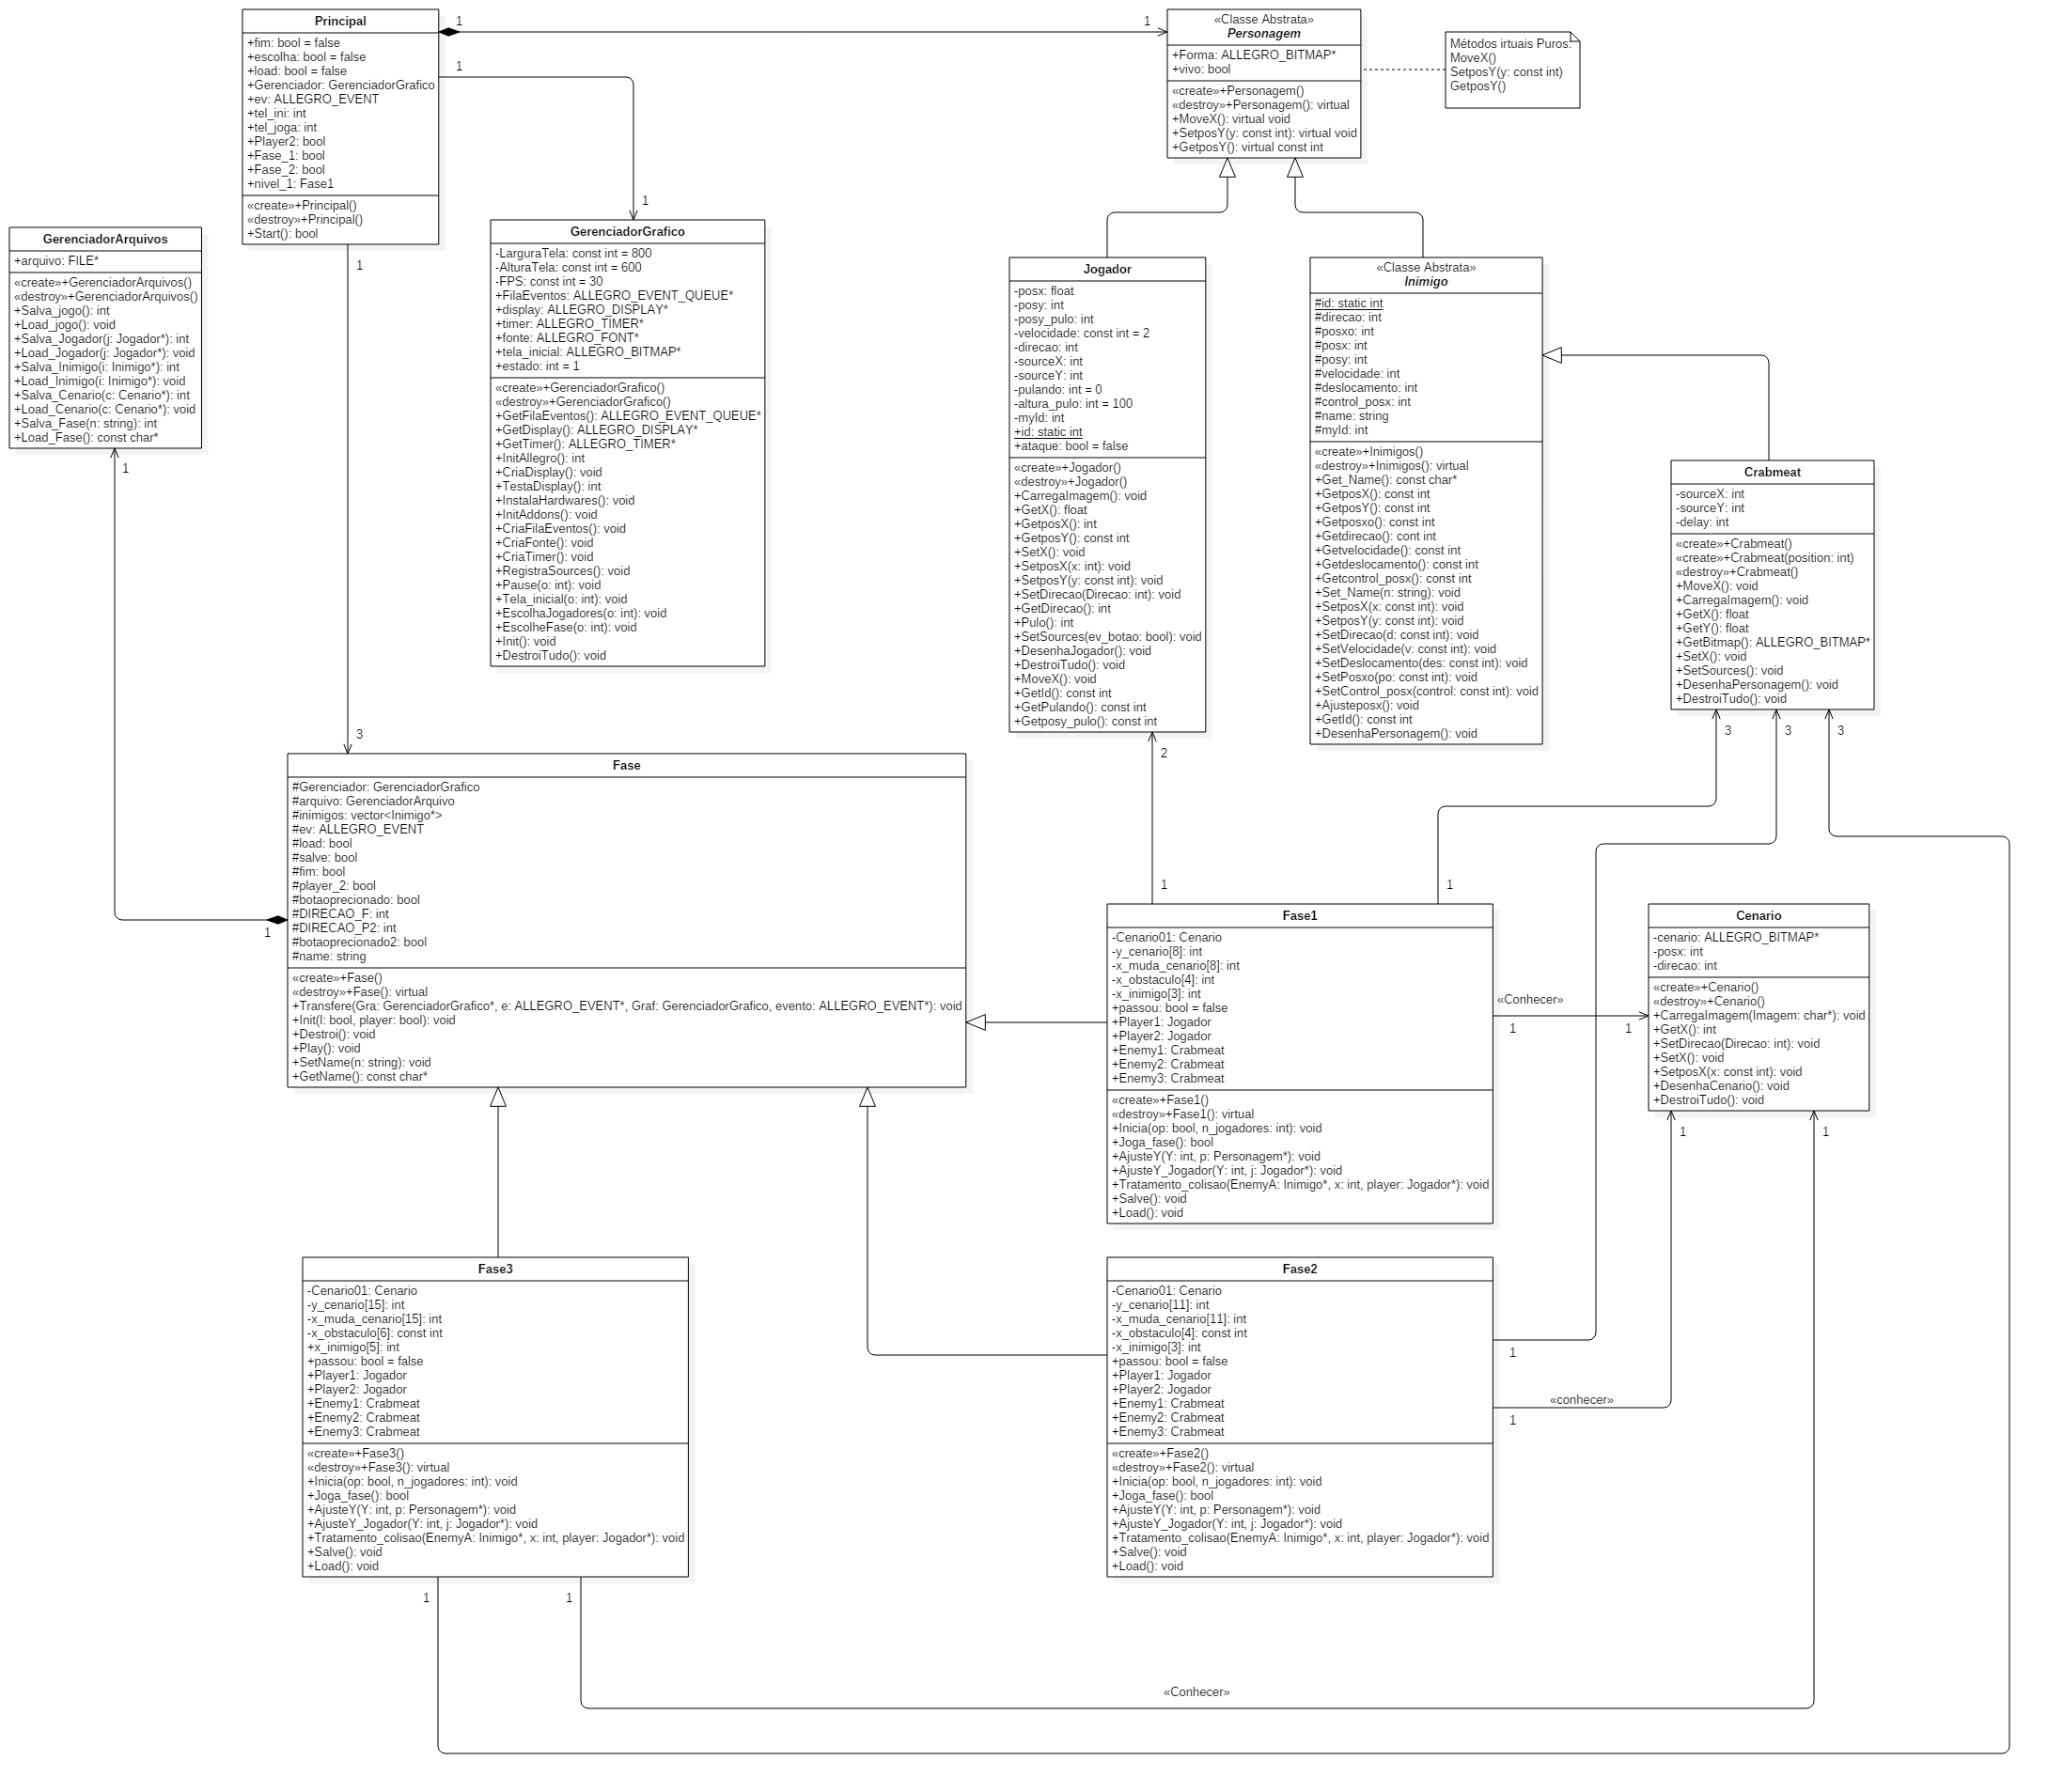 Principal
+fim: bool = false
+escolha: bool = false
+load: bool = false
+Gerenciador: GerenciadorGrafico
+ev: ALLEGRO_EVENT
+tel_ini: int
+tel_joga: int
+Player2: bool
+Fase_1: bool
+Fase_2: bool
+nivel_1: Fase1
«create»+Principal()
«destroy»+Principal()
+Start(): bool
1
1
1
1
1
3
«Classe Abstrata»
Personagem
+Forma: ALLEGRO_BITMAP*
+vivo: bool
«create»+Personagem()
«destroy»+Personagem(): virtual
+MoveX(): virtual void
+SetposY(y: const int): virtual void
+GetposY(): virtual const int
Métodos irtuais Puros:
MoveX()
SetposY(y: const int)
GetposY()
GerenciadorArquivos
+arquivo: FILE*
«create»+GerenciadorArquivos()
«destroy»+GerenciadorArquivos()
+Salva_jogo(): int
+Load_jogo(): void
+Salva_Jogador(j: Jogador*): int
+Load_Jogador(j: Jogador*): void
+Salva_Inimigo(i: Inimigo*): int
+Load_Inimigo(i: Inimigo*): void
+Salva_Cenario(c: Cenario*): int
+Load_Cenario(c: Cenario*): void
+Salva_Fase(n: string): int
+Load_Fase(): const char*
1
1
GerenciadorGrafico
-LarguraTela: const int = 800
-AlturaTela: const int = 600
-FPS: const int = 30
+FilaEventos: ALLEGRO_EVENT_QUEUE*
+display: ALLEGRO_DISPLAY*
+timer: ALLEGRO_TIMER*
+fonte: ALLEGRO_FONT*
+tela_inicial: ALLEGRO_BITMAP*
+estado: int = 1
«create»+GerenciadorGrafico()
«destroy»+GerenciadorGrafico()
+GetFilaEventos(): ALLEGRO_EVENT_QUEUE*
+GetDisplay(): ALLEGRO_DISPLAY*
+GetTimer(): ALLEGRO_TIMER*
+InitAllegro(): int
+CriaDisplay(): void
+TestaDisplay(): int
+InstalaHardwares(): void
+InitAddons(): void
+CriaFilaEventos(): void
+CriaFonte(): void
+CriaTimer(): void
+RegistraSources(): void
+Pause(o: int): void
+Tela_inicial(o: int): void
+EscolhaJogadores(o: int): void
+EscolheFase(o: int): void
+Init(): void
+DestroiTudo(): void
Jogador
-posx: float
-posy: int
-posy_pulo: int
-velocidade: const int = 2
-direcao: int
-sourceX: int
-sourceY: int
-pulando: int = 0
-altura_pulo: int = 100
-myId: int
+id: static int
+ataque: bool = false
«create»+Jogador()
«destroy»+Jogador()
+CarregaImagem(): void
+GetX(): float
+GetposX(): int
+GetposY(): const int
+SetX(): void
+SetposX(x: int): void
+SetposY(y: const int): void
+SetDirecao(Direcao: int): void
+GetDirecao(): int
+Pulo(): int
+SetSources(ev_botao: bool): void
+DesenhaJogador(): void
+DestroiTudo(): void
+MoveX(): void
+GetId(): const int
+GetPulando(): const int
+Getposy_pulo(): const int
2
1
«Classe Abstrata»
Inimigo
#id: static int
#direcao: int
#posxo: int
#posx: int
#posy: int
#velocidade: int
#deslocamento: int
#control_posx: int
#name: string
#myId: int
«create»+Inimigos()
«destroy»+Inimigos(): virtual
+Get_Name(): const char*
+GetposX(): const int
+GetposY(): const int
+Getposxo(): const int
+Getdirecao(): cont int
+Getvelocidade(): const int
+Getdeslocamento(): const int
+Getcontrol_posx(): const int
+Set_Name(n: string): void
+SetposX(x: const int): void
+SetposY(y: const int): void
+SetDirecao(d: const int): void
+SetVelocidade(v: const int): void
+SetDeslocamento(des: const int): void
+SetPosxo(po: const int): void
+SetControl_posx(control: const int): void
+Ajusteposx(): void
+GetId(): const int
+DesenhaPersonagem(): void
Crabmeat
-sourceX: int
-sourceY: int
-delay: int
«create»+Crabmeat()
«create»+Crabmeat(position: int)
«destroy»+Crabmeat()
+MoveX(): void
+CarregaImagem(): void
+GetX(): float
+GetY(): float
+GetBitmap(): ALLEGRO_BITMAP*
+SetX(): void
+SetSources(): void
+DesenhaPersonagem(): void
+DestroiTudo(): void
3
3
3
1
Fase
#Gerenciador: GerenciadorGrafico
#arquivo: GerenciadorArquivo
#inimigos: vector<Inimigo*>
#ev: ALLEGRO_EVENT
#load: bool
#salve: bool
#fim: bool
#player_2: bool
#botaoprecionado: bool
#DIRECAO_F: int
#DIRECAO_P2: int
#botaoprecionado2: bool
#name: string
«create»+Fase()
«destroy»+Fase(): virtual
+Transfere(Gra: GerenciadorGrafico*, e: ALLEGRO_EVENT*, Graf: GerenciadorGrafico, evento: ALLEGRO_EVENT*): void
+Init(l: bool, player: bool): void
+Destroi(): void
+Play(): void
+SetName(n: string): void
+GetName(): const char*
Fase1
-Cenario01: Cenario
-y_cenario[8]: int
-x_muda_cenario[8]: int
-x_obstaculo[4]: int
-x_inimigo[3]: int
+passou: bool = false
+Player1: Jogador
+Player2: Jogador
+Enemy1: Crabmeat
+Enemy2: Crabmeat
+Enemy3: Crabmeat
«create»+Fase1()
«destroy»+Fase1(): virtual
+Inicia(op: bool, n_jogadores: int): void
+Joga_fase(): bool
+AjusteY(Y: int, p: Personagem*): void
+AjusteY_Jogador(Y: int, j: Jogador*): void
+Tratamento_colisao(EnemyA: Inimigo*, x: int, player: Jogador*): void
+Salve(): void
+Load(): void
«Conhecer»
1
1
Cenario
-cenario: ALLEGRO_BITMAP*
-posx: int
-direcao: int
«create»+Cenario()
«destroy»+Cenario()
+CarregaImagem(Imagem: char*): void
+GetX(): int
+SetDirecao(Direcao: int): void
+SetX(): void
+SetposX(x: const int): void
+DesenhaCenario(): void
+DestroiTudo(): void
1
1
Fase3
-Cenario01: Cenario
-y_cenario[15]: int
-x_muda_cenario[15]: int
-x_obstaculo[6]: const int
+x_inimigo[5]: int
+passou: bool = false
+Player1: Jogador
+Player2: Jogador
+Enemy1: Crabmeat
+Enemy2: Crabmeat
+Enemy3: Crabmeat
«create»+Fase3()
«destroy»+Fase3(): virtual
+Inicia(op: bool, n_jogadores: int): void
+Joga_fase(): bool
+AjusteY(Y: int, p: Personagem*): void
+AjusteY_Jogador(Y: int, j: Jogador*): void
+Tratamento_colisao(EnemyA: Inimigo*, x: int, player: Jogador*): void
+Salve(): void
+Load(): void
1
1
Fase2
-Cenario01: Cenario
-y_cenario[11]: int
-x_muda_cenario[11]: int
-x_obstaculo[4]: const int
-x_inimigo[3]: int
+passou: bool = false
+Player1: Jogador
+Player2: Jogador
+Enemy1: Crabmeat
+Enemy2: Crabmeat
+Enemy3: Crabmeat
«create»+Fase2()
«destroy»+Fase2(): virtual
+Inicia(op: bool, n_jogadores: int): void
+Joga_fase(): bool
+AjusteY(Y: int, p: Personagem*): void
+AjusteY_Jogador(Y: int, j: Jogador*): void
+Tratamento_colisao(EnemyA: Inimigo*, x: int, player: Jogador*): void
+Salve(): void
+Load(): void
1
«conhecer»
1
«Conhecer»